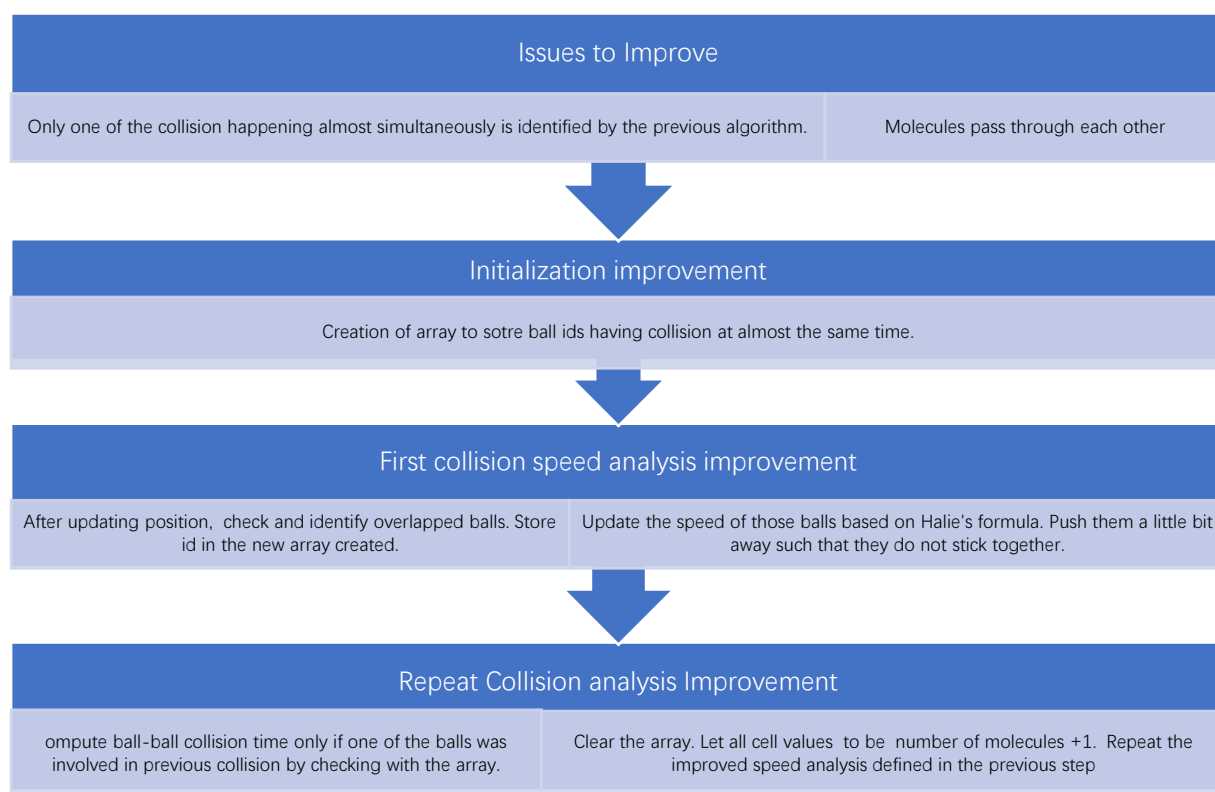 Issues to Improve
Only one of the collision happening almost simultaneously is identified by the previous algorithm.
Molecules pass through each other
Initialization improvement
Creation of array to sotre ball ids having collision at almost the same time.
First collision speed analysis improvement
After updating position, check and identify overlapped balls. Store
id in the new array created.
Update the speed of those balls based on Halie's formula. Push them a little bit
away such that they do not stick together.
Repeat Collision analysis Improvement
ompute ball-ball collision time only if one of the balls was
involved in previous collision by checking with the array.
Clear the array. Let all cell values to be number of molecules +1. Repeat the
improved speed analysis defined in the previous step